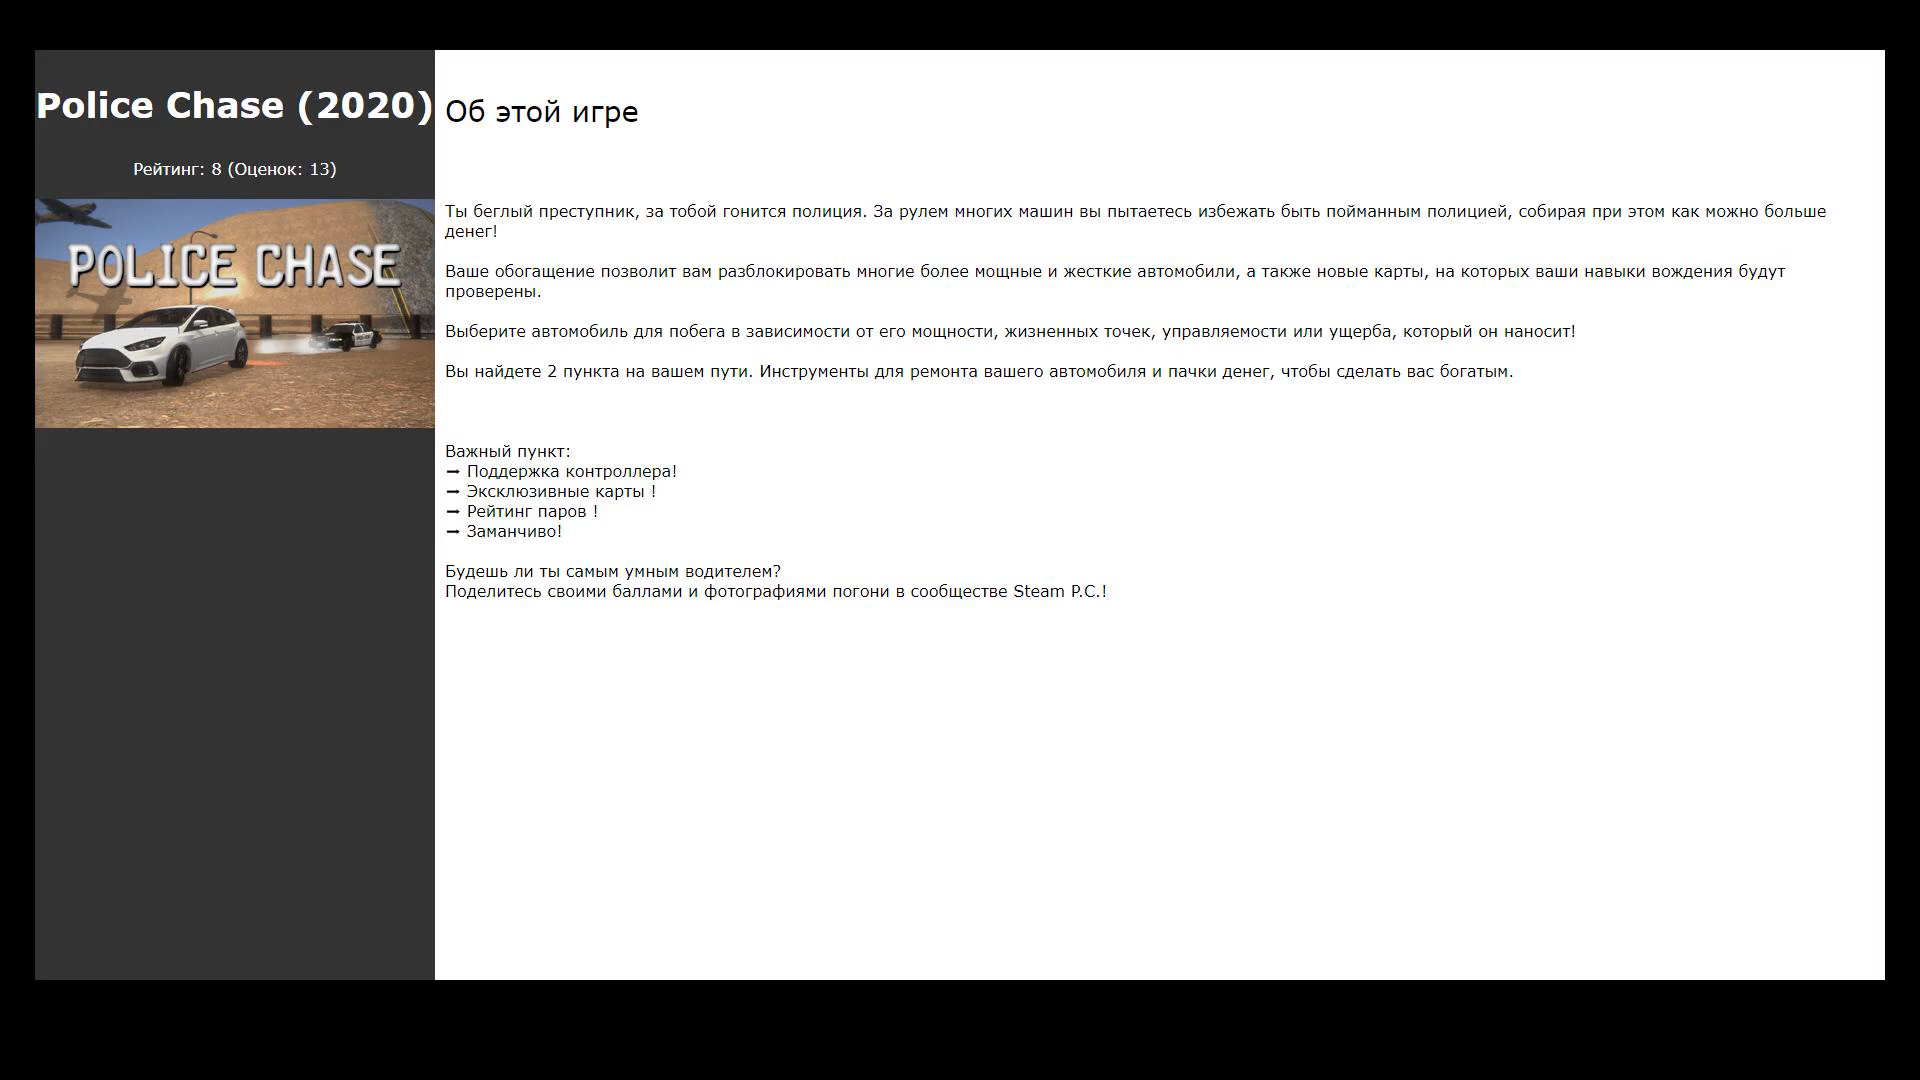 Police Chase (2020)
Рейтинг: 8 (Оценок: 13)
POLICE CHASE
Об этой игре
Ты беглый преступник, за тобой гонится полиция. За рулем многих машин вы пытаетесь избежать быть пойманным полицией, собирая при этом как можно больше
денег!
Ваше обогащение позволит вам разблокировать многие более мощные и жесткие автомобили, а также новые карты, на которых ваши навыки вождения будут
проверены.
Выберите автомобиль для побега в зависимости от его мощности, жизненных точек, управляемости или ущерба, который он наносит!
Вы найдете 2 пункта на вашем пути. Инструменты для ремонта вашего автомобиля и пачки денег, чтобы сделать вас богатым.
Важный пункт:
➞ Поддержка контроллера!
➞ Эксклюзивные карты !
➞ Рейтинг паров !
➞ Заманчиво!
Будешь ли ты самым умным водителем?
Поделитесь своими баллами и фотографиями погони в сообществе Steam P.C.!